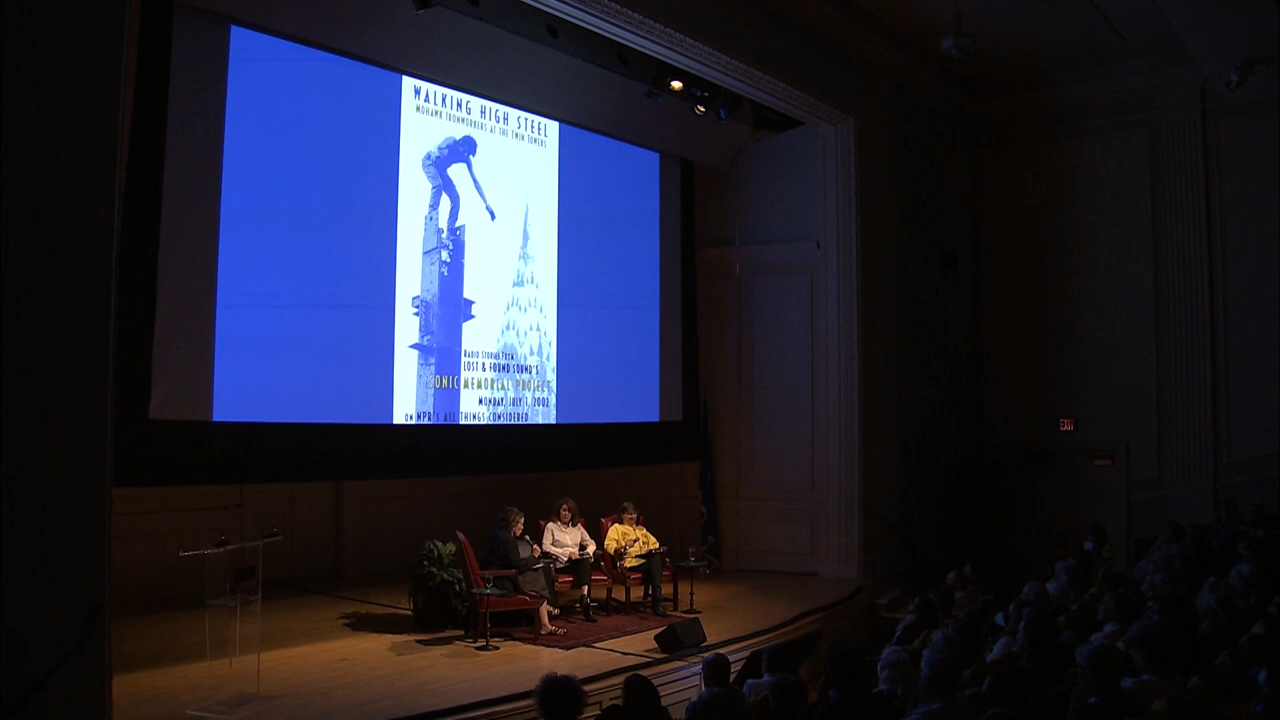 WALKING HIGH STEEL
MOHAWK IRONWORKERS AT THE TWIN TOWERS
RADIO STORIES FROM
LOST & FOUND SOUND'S
SONIC MEMORIAL PROJECT
MONDAY, JULY 1, 2002
ON NPR'S ALL THINGS CONSIDERED
EXIT